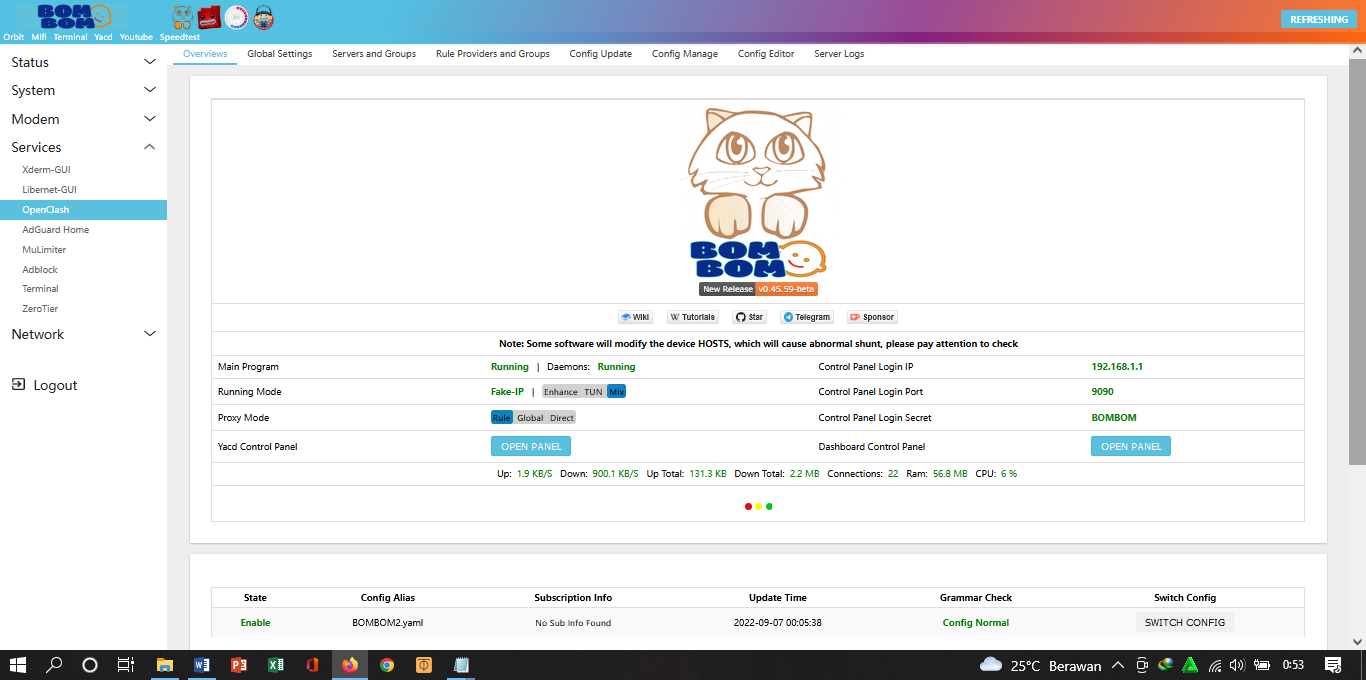 BOM
BOM
REFRESHING
Orbit Mifi Terminal Yacd Youtube Speedtest
Overviews Global Settings Servers and Groups Rule Providers and Groups Config Update Config Manage Config Editor Server Logs
Status
System
Modem
Services
Xderm-GUI
Libernet-GUI
OpenClash
AdGuard Home
MuLimiter
Adblock
Terminal
ZeroTier
Network
Logout
BOM
BOM
New Release v0.45.59-beta
Wiki Tutorials Star Telegram Sponsor
Note: Some software will modify the device HOSTS, which will cause abnormal shunt, please pay attention to check
Main Program Running | Daemons: Running Control Panel Login IP 192.168.1.1
Running Mode Fake-IP | Enhance TUN Mix Control Panel Login Port 9090
Proxy Mode Rule Global Direct Control Panel Login Secret BOMBOM
Yacd Control Panel OPEN PANEL Dashboard Control Panel OPEN PANEL
Up: 1.9 KB/S Down: 900.1 KB/S Up Total: 131.3 KB Down Total: 2.2 MB Connections: 22 Ram: 56.8 MB CPU: 6 %
State Config Alias Subscription Info Update Time Grammar Check Switch Config
Enable BOMBOM2.yaml No Sub Info Found 2022-09-07 00:05:38 Config Normal SWITCH CONFIG
25°C Berawan 0:53